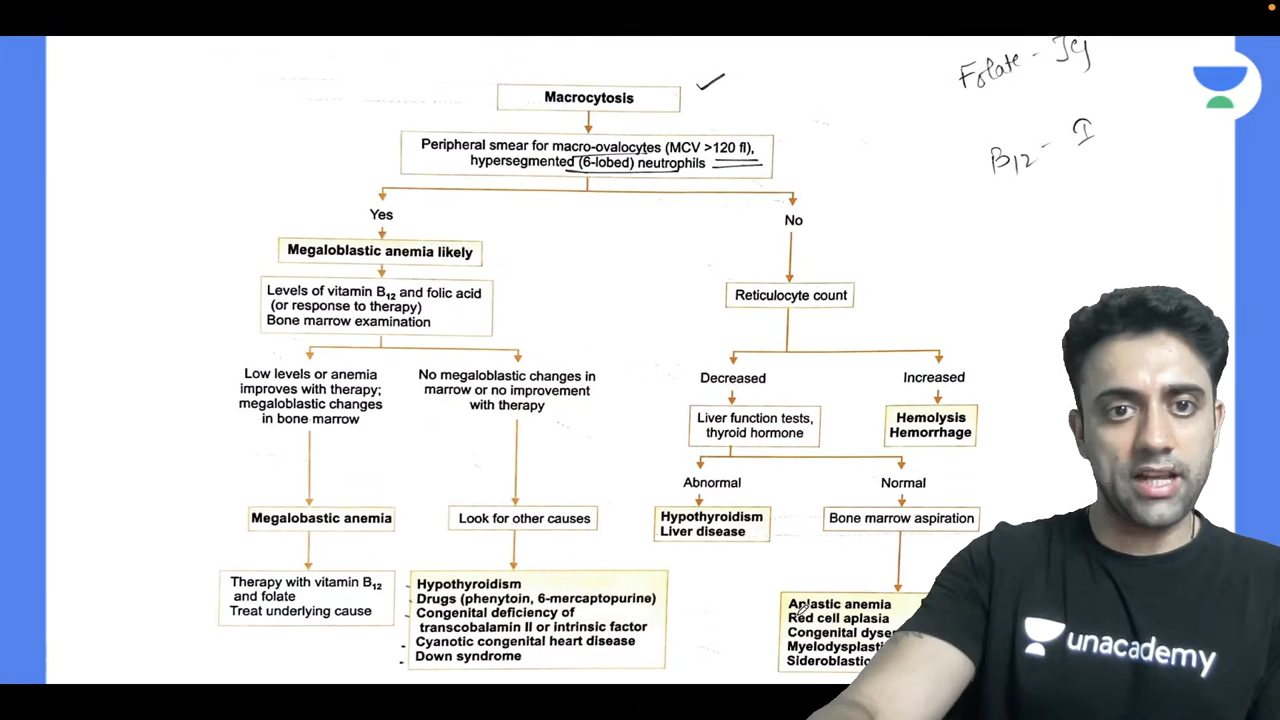 Folate -
B12 - I
Macrocytosis
Peripheral smear for macro-ovalocytes (MCV >120 fl),
hypersegmented (6-lobed) neutrophils
Yes
No
Megaloblastic anemia likely
Levels of vitamin B12 and folic acid
(or response to therapy)
Bone marrow examination
Reticulocyte count
Low levels or anemia
improves with therapy;
megaloblastic changes
in bone marrow
No megaloblastic changes in
marrow or no improvement
with therapy
Decreased
Increased
Liver function tests,
thyroid hormone
Hemolysis
Hemorrhage
Abnormal
Normal
Megalobastic anemia
Look for other causes
Hypothyroidism
Liver disease
Bone marrow aspiration
Therapy with vitamin B12
and folate
Treat underlying cause
Hypothyroidism
Drugs (phenytoin, 6-mercaptopurine)
Congenital deficiency of
transcobalamin II or intrinsic factor
Cyanotic congenital heart disease
Down syndrome
Aplastic anemia
Red cell aplasia
Congenital
unacademy